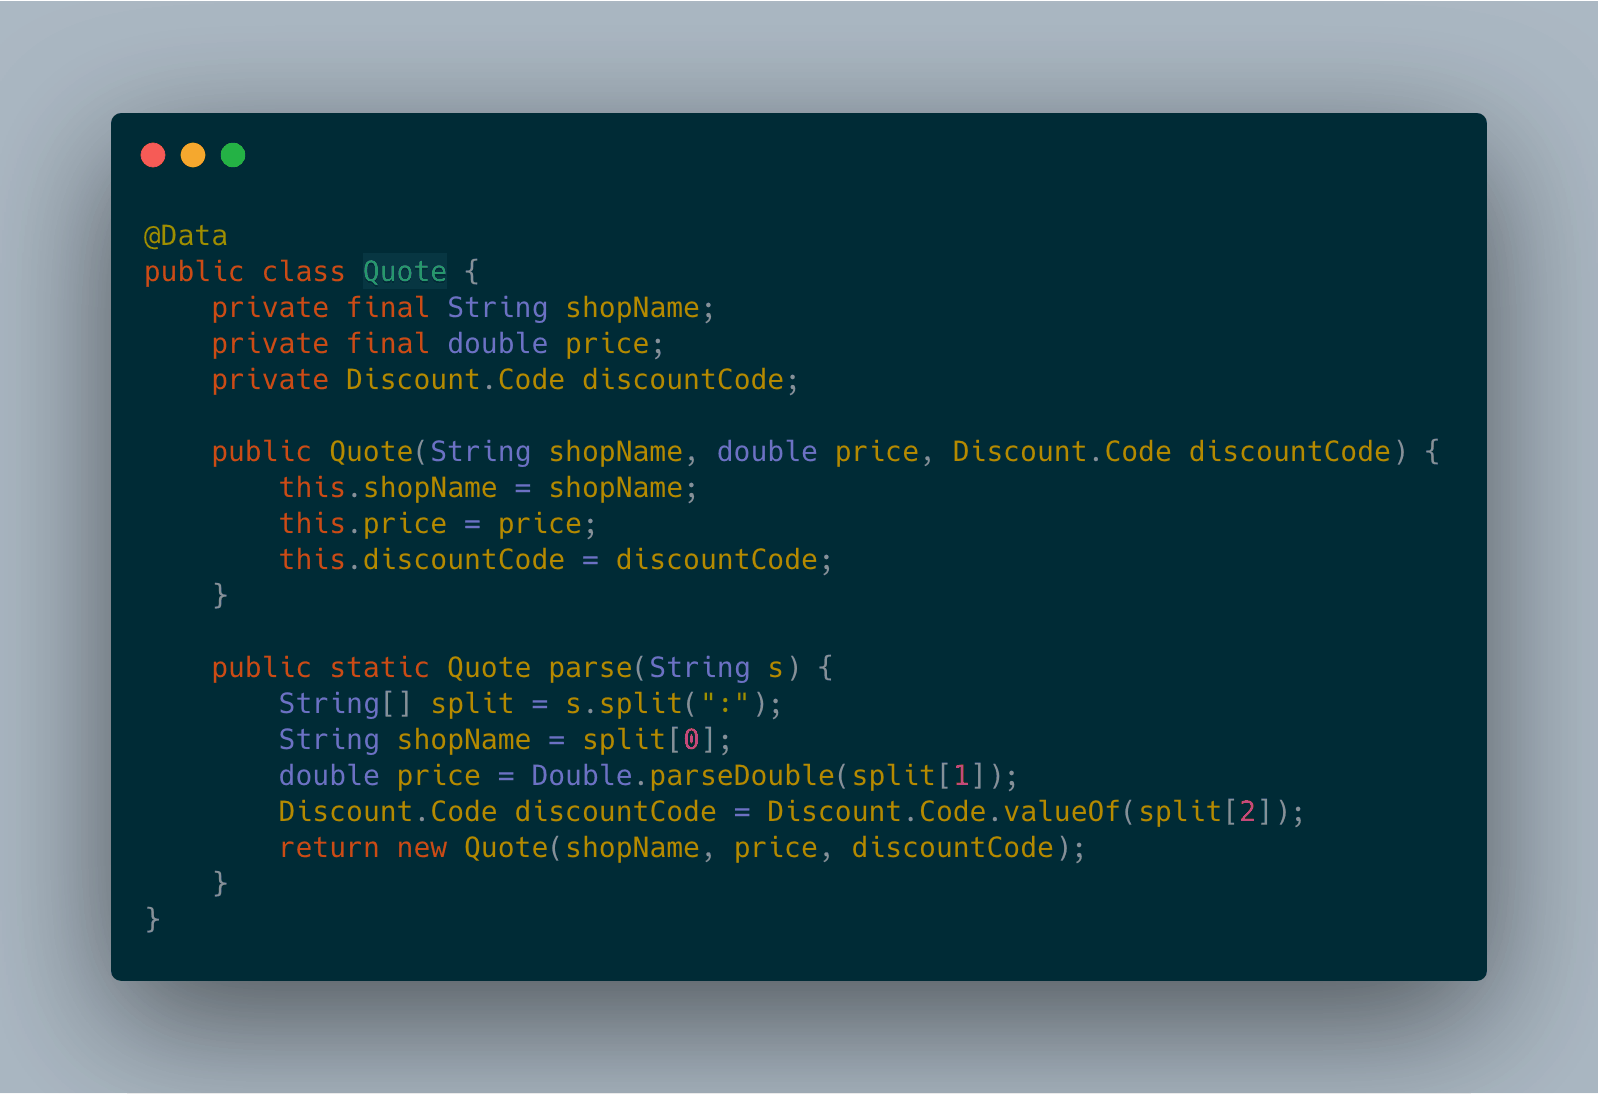 @Data
public class Quote {
    private final String shopName;
    private final double price;
    private Discount.Code discountCode;

    public Quote(String shopName, double price, Discount.Code discountCode) {
        this.shopName = shopName;
        this.price = price;
        this.discountCode = discountCode;
    }

    public static Quote parse(String s) {
        String[] split = s.split(":");
        String shopName = split[0];
        double price = Double.parseDouble(split[1]);
        Discount.Code discountCode = Discount.Code.valueOf(split[2]);
        return new Quote(shopName, price, discountCode);
    }
}